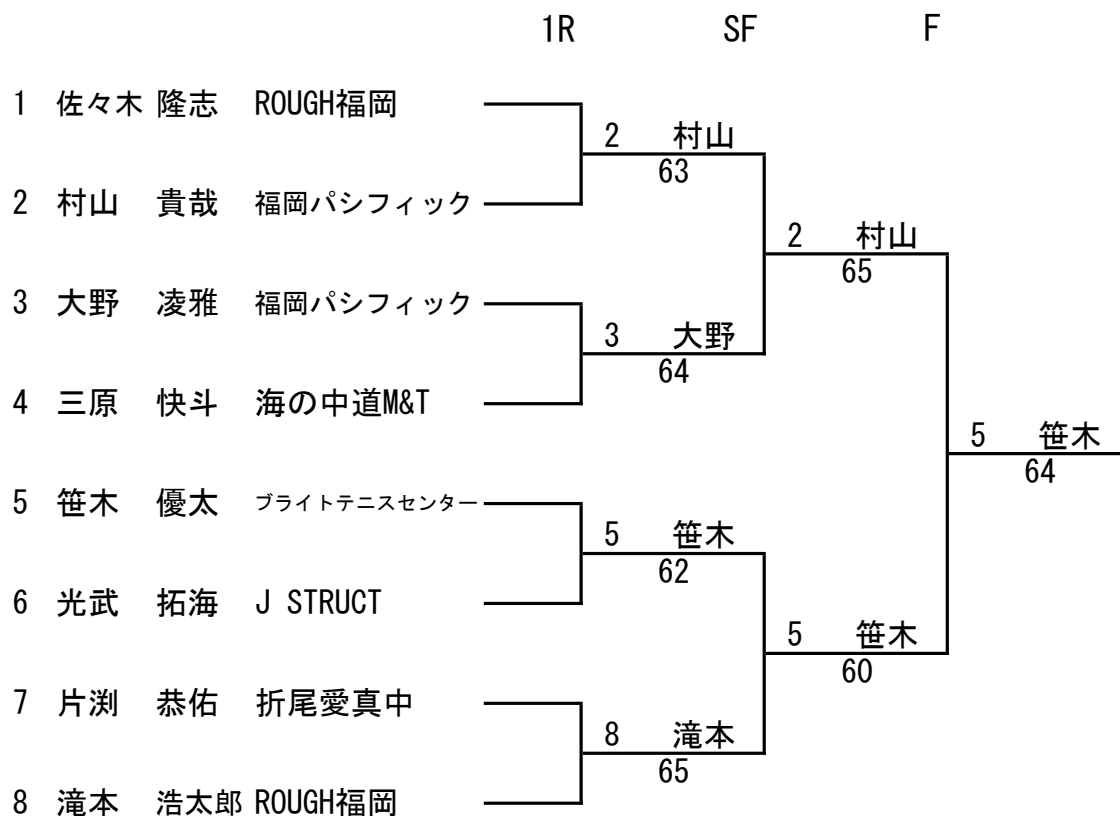 1R SF F
1 佐々木 隆志 ROUGH福岡
2 村山
63
2 村山 貴哉 福岡パシフィック
2 村山
65
3 大野 凌雅 福岡パシフィック
3 大野
64
4 三原 快斗 海の中道M&T
5 笹木
64
5 笹木 優太 ブライトテニスセンター
5 笹木
62
6 光武 拓海 J STRUCT
5 笹木
60
7 片渕 恭佑 折尾愛真中
8 滝本
65
8 滝本 浩太郎 ROUGH福岡